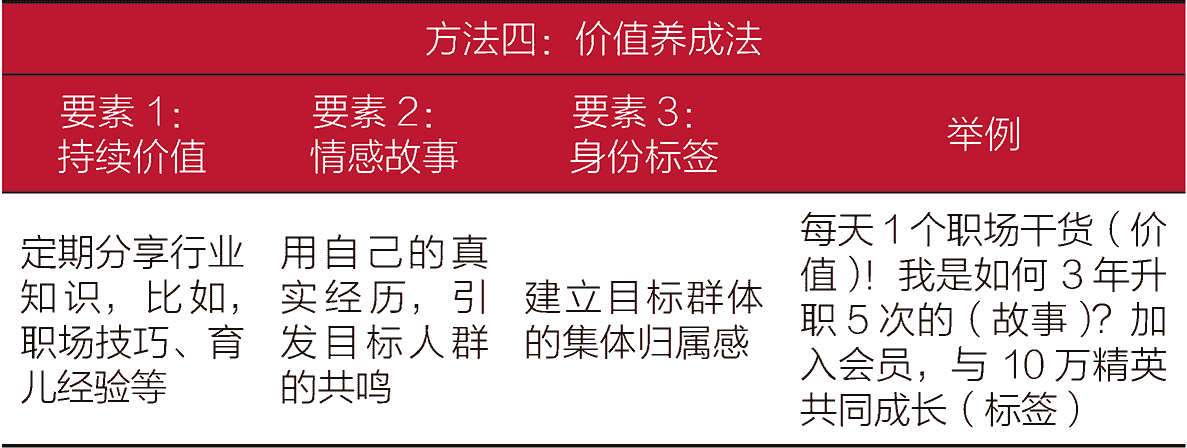 方法四：价值养成法
要素 1：
持续价值
要素 2：
情感故事
要素 3：
身份标签
举例
定期分享行业
知识，比如，
职场技巧、育
儿经验等
用自己的真
实经历，引
发目标人群
的共鸣
建立目标群体
的集体归属感
每天 1 个职场干货（价
值）！我是如何 3 年升
职 5 次的（故事）？加
入会员，与 10 万精英
共同成长（标签）